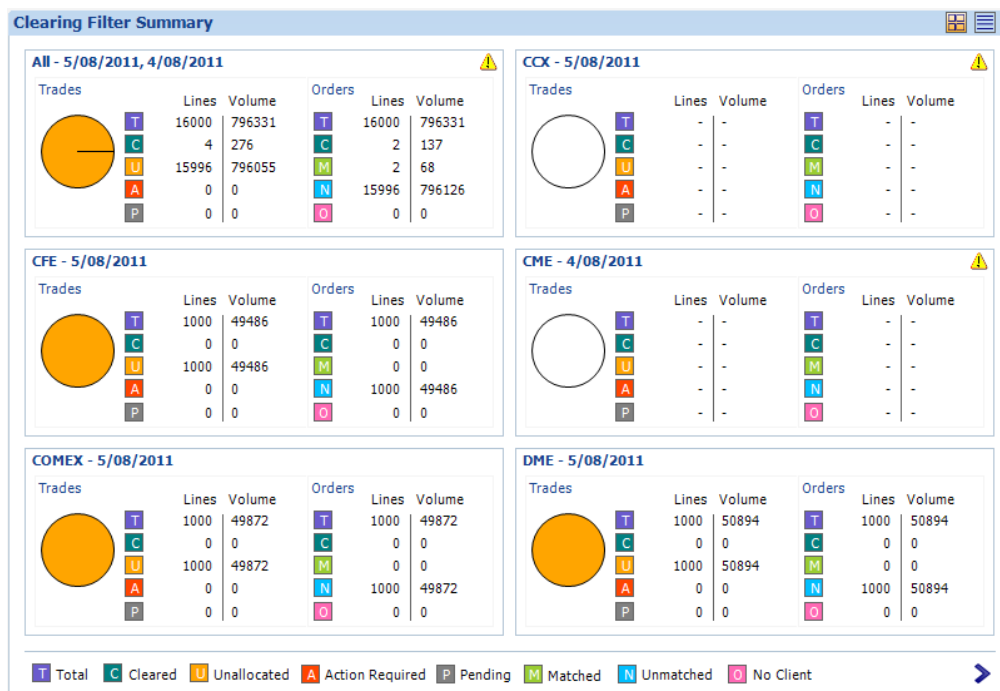 Clearing Filter Summary
All - 5/08/2011, 4/08/2011
Trades
Lines Volume
T 16000 796331
C 4 276
U 15996 796055
A 0 0
P 0 0
Orders
Lines Volume
T 16000 796331
C 2 137
M 2 68
N 15996 796126
O 0 0
CCX - 5/08/2011
Trades
Lines Volume
T - -
C - -
U - -
A - -
P - -
Orders
Lines Volume
T - -
C - -
M - -
N - -
O - -
CFE - 5/08/2011
Trades
Lines Volume
T 1000 49486
C 0 0
U 1000 49486
A 0 0
P 0 0
Orders
Lines Volume
T 1000 49486
C 0 0
M 0 0
N 1000 49486
O 0 0
CME - 4/08/2011
Trades
Lines Volume
T - -
C - -
U - -
A - -
P - -
Orders
Lines Volume
T - -
C - -
M - -
N - -
O - -
COMEX - 5/08/2011
Trades
Lines Volume
T 1000 49872
C 0 0
U 1000 49872
A 0 0
P 0 0
Orders
Lines Volume
T 1000 49872
C 0 0
M 0 0
N 1000 49872
O 0 0
DME - 5/08/2011
Trades
Lines Volume
T 1000 50894
C 0 0
U 1000 50894
A 0 0
P 0 0
Orders
Lines Volume
T 1000 50894
C 0 0
M 0 0
N 1000 50894
O 0 0
T Total C Cleared U Unallocated A Action Required P Pending M Matched N Unmatched O No Client